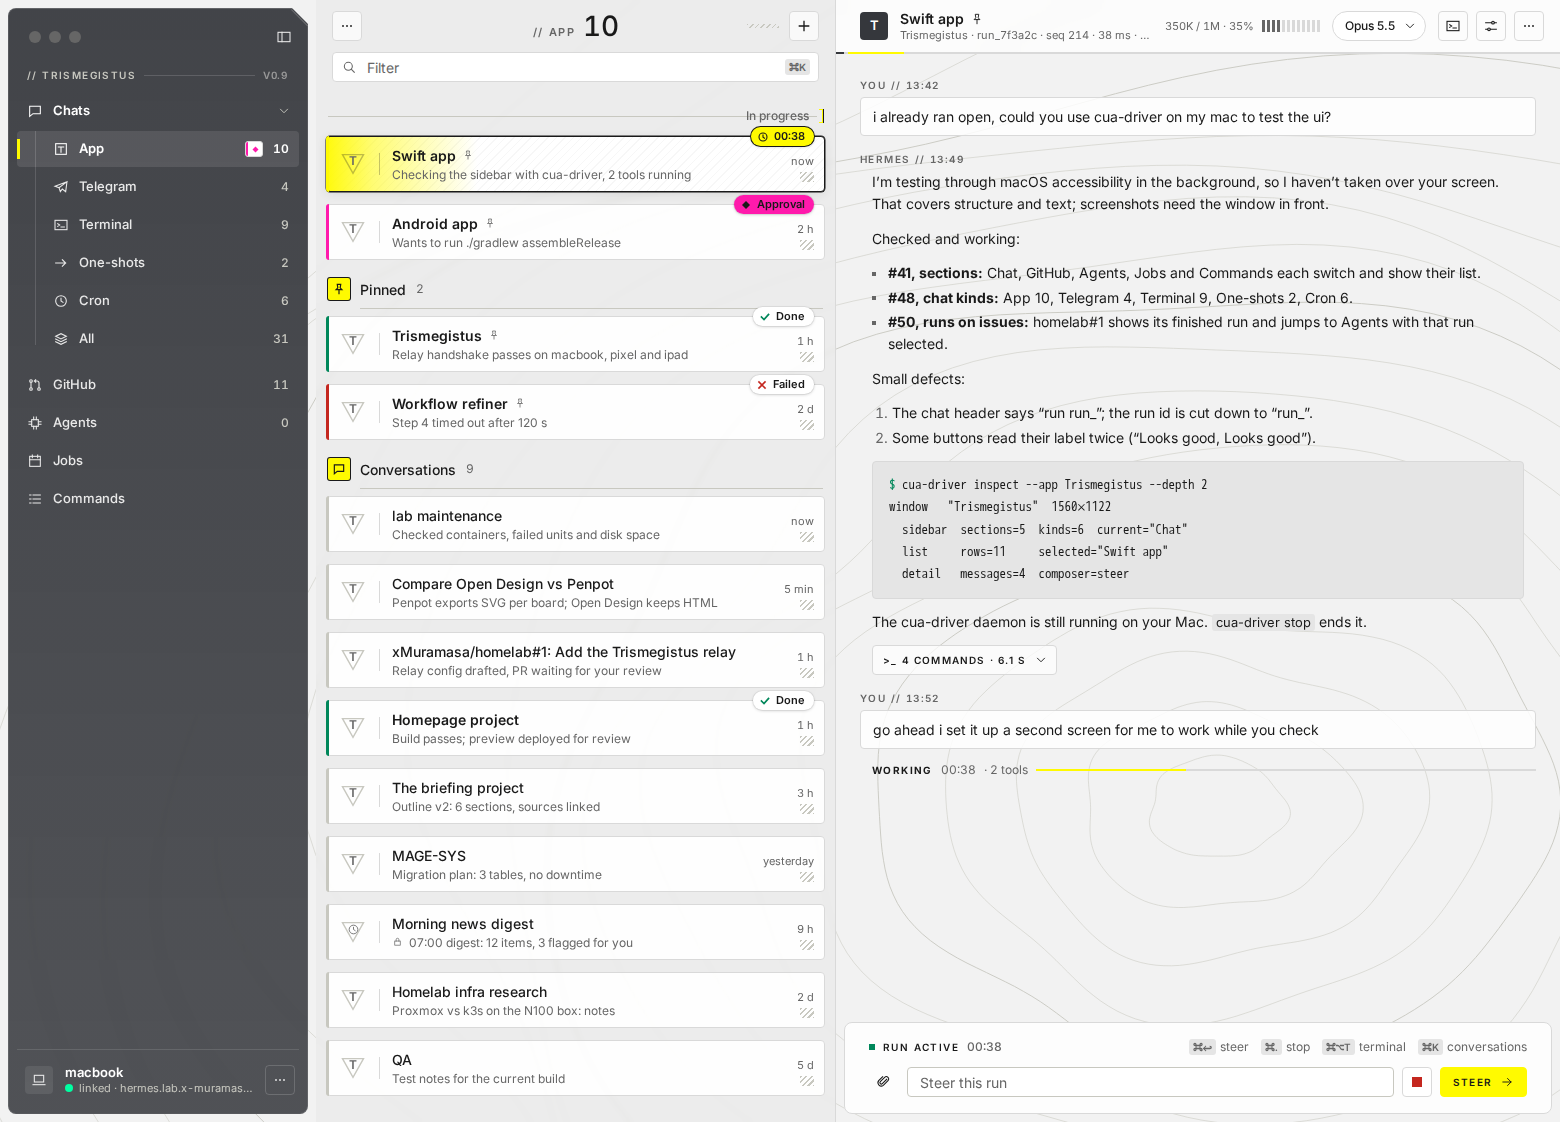 // TRISMEGISTUS V0.9
Chats
App 10
Telegram 4
Terminal 9
One-shots 2
Cron 6
All 31
GitHub 11
Agents 0
Jobs
Commands
macbook
linked · hermes.lab.x-muramas...
// APP 10
Filter ⌘K
In progress
00:38
T Swift app
now
Checking the sidebar with cua-driver, 2 tools running
Approval
T Android app
2 h
Wants to run ./gradlew assembleRelease
Pinned 2
Done
T Trismegistus
1 h
Relay handshake passes on macbook, pixel and ipad
Failed
T Workflow refiner
2 d
Step 4 timed out after 120 s
Conversations 9
T lab maintenance
now
Checked containers, failed units and disk space
T Compare Open Design vs Penpot
5 min
Penpot exports SVG per board; Open Design keeps HTML
T xMuramasa/homelab#1: Add the Trismegistus relay
1 h
Relay config drafted, PR waiting for your review
Done
T Homepage project
1 h
Build passes; preview deployed for review
T The briefing project
3 h
Outline v2: 6 sections, sources linked
T MAGE-SYS
yesterday
Migration plan: 3 tables, no downtime
Morning news digest
9 h
07:00 digest: 12 items, 3 flagged for you
T Homelab infra research
2 d
Proxmox vs k3s on the N100 box: notes
T QA
5 d
Test notes for the current build
T Swift app
Trismegistus · run_7f3a2c · seq 214 · 38 ms · ...
350K / 1M · 35%
Opus 5.5
YOU // 13:42
i already ran open, could you use cua-driver on my mac to test the ui?
HERMES // 13:49
I’m testing through macOS accessibility in the background, so I haven’t taken over your screen.
That covers structure and text; screenshots need the window in front.
Checked and working:
#41, sections: Chat, GitHub, Agents, Jobs and Commands each switch and show their list.
#48, chat kinds: App 10, Telegram 4, Terminal 9, One-shots 2, Cron 6.
#50, runs on issues: homelab#1 shows its finished run and jumps to Agents with that run
selected.
Small defects:
1. The chat header says “run run_”; the run id is cut down to “run_”.
2. Some buttons read their label twice (“Looks good, Looks good”).
$ cua-driver inspect --app Trismegistus --depth 2
window "Trismegistus" 1560×1122
sidebar sections=5 kinds=6 current="Chat"
list rows=11 selected="Swift app"
detail messages=4 composer=steer
The cua-driver daemon is still running on your Mac. cua-driver stop ends it.
>_ 4 COMMANDS · 6.1 S
YOU // 13:52
go ahead i set it up a second screen for me to work while you check
WORKING 00:38 · 2 tools
RUN ACTIVE 00:38
⌘↩ steer ⌘. stop ⌘⌥T terminal ⌘K conversations
Steer this run
STEER →